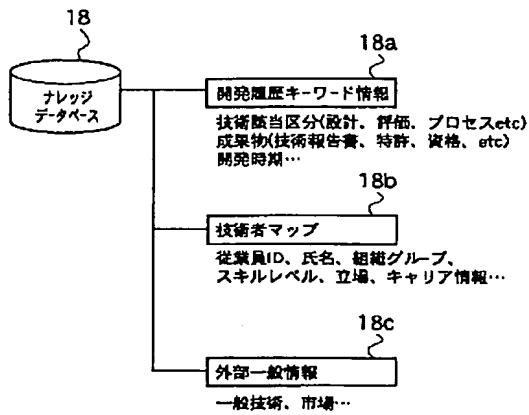 18
ナレッジ
データベース
18a
開発履歴キーワード情報
技術該当区分(設計、評価、プロセスetc)
成果物(技術報告書、特許、資格、etc)
開発時期…
18b
技術者マップ
従業員ID、氏名、組織グループ、
スキルレベル、立場、キャリア情報…
18c
外部一般情報
一般技術、市場…